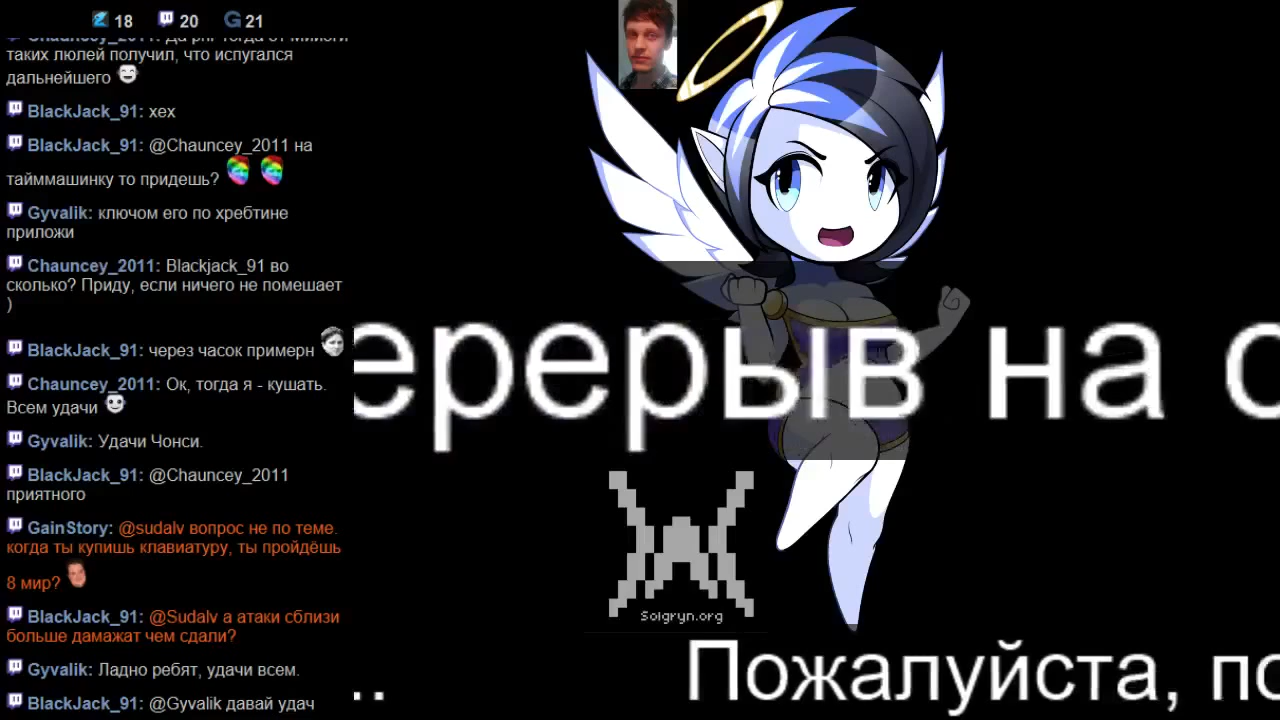 18 20 21
таких людей получил, что испугался
дальнейшего
BlackJack_91: хех
BlackJack_91: @Chauncey_2011 на
тайммашинку то придешь?
Gyvalik: ключом его по хребтине
приложи
Chauncey_2011: Blackjack_91 во
сколько? Приду, если ничего не помешает
)
BlackJack_91: через часок примерн
Chauncey_2011: Ок, тогда я - кушать.
Всем удачи
Gyvalik: Удачи Чонси.
BlackJack_91: @Chauncey_2011
приятного
GainStory: @sudalv вопрос не по теме.
когда ты купишь клавиатуру, ты пройдёшь
8 мир?
BlackJack_91: @Sudalv а атаки сблизи
больше дамажат чем сдали?
Gyvalik: Ладно ребят, удачи всем.
BlackJack_91: @Gyvalik давай удач
ерерыв на с
Solgryn.org
.. Пожалуйста, по